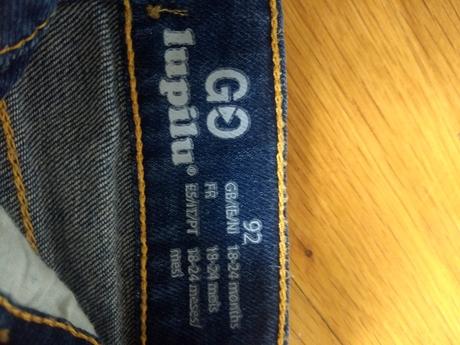 GO
lupilu®
92
GB/IE/NI 18-24 months
FR 18-24 mois
ES/IT/PT 18-24 meses/
mesi